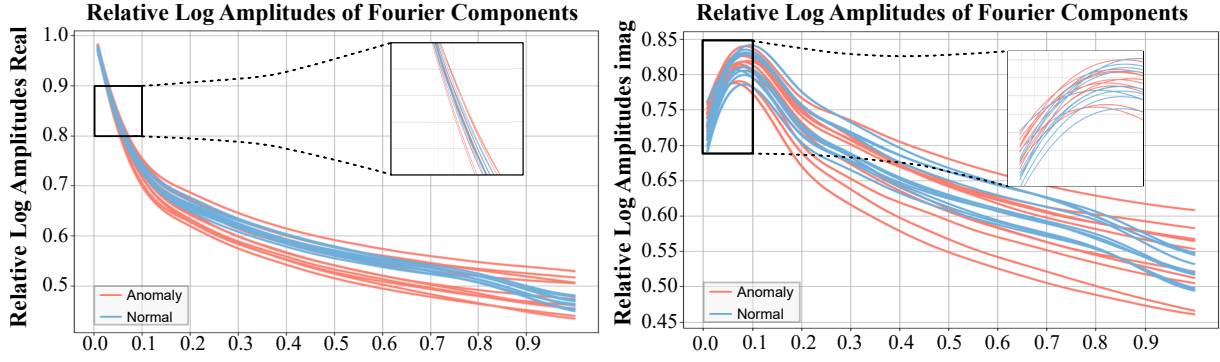 Relative Log Amplitudes of Fourier Components
Relative Log Amplitudes Real
1.0
0.9
0.8
0.7
0.6
0.5
Anomaly
Normal
0.0 0.1 0.2 0.3 0.4 0.5 0.6 0.7 0.8 0.9
Relative Log Amplitudes of Fourier Components
Relative Log Amplitudes imag
0.85
0.80
0.75
0.70
0.65
0.60
0.55
0.50
0.45
Anomaly
Normal
0.0 0.1 0.2 0.3 0.4 0.5 0.6 0.7 0.8 0.9